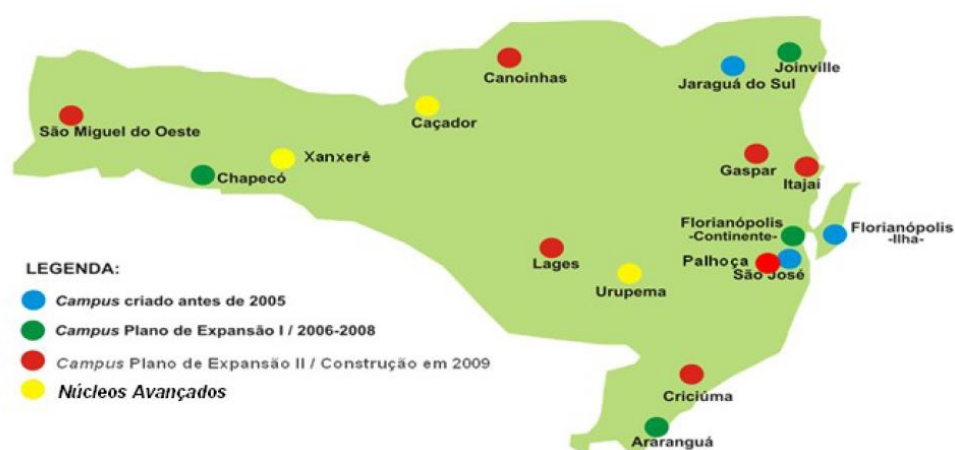 Canoinhas
Joinville
Jaraguá do Sul
Caçador
São Miguel do Oeste
Xanxerê
Chapecó
Gaspar
Itajaí
Florianópolis
-Continente-
Florianópolis
-Ilha-
Palhoça
São José
Lages
Urupema
LEGENDA:
Campus criado antes de 2005
Campus Plano de Expansão I / 2006-2008
Campus Plano de Expansão II / Construção em 2009
Núcleos Avançados
Criciúma
Araranguá